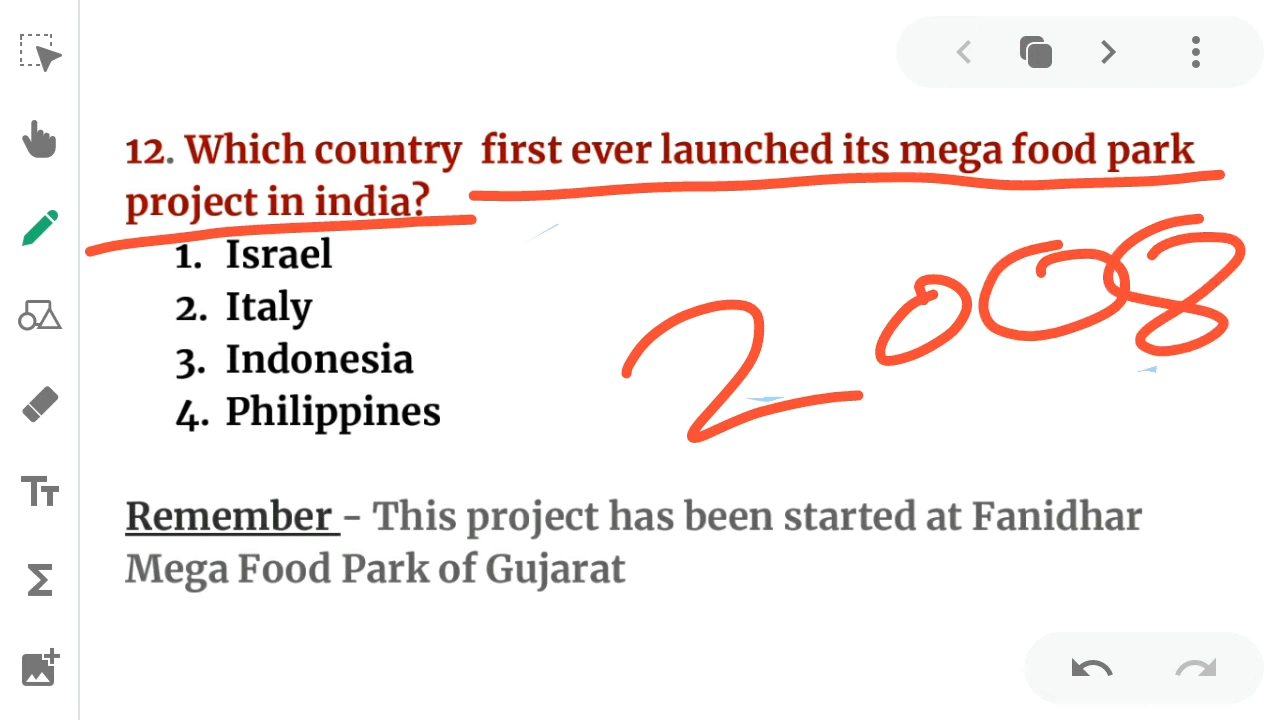 12. Which country first ever launched its mega food park
project in india?
1. Israel
2. Italy
3. Indonesia
4. Philippines
2008
Remember - This project has been started at Fanidhar
Mega Food Park of Gujarat